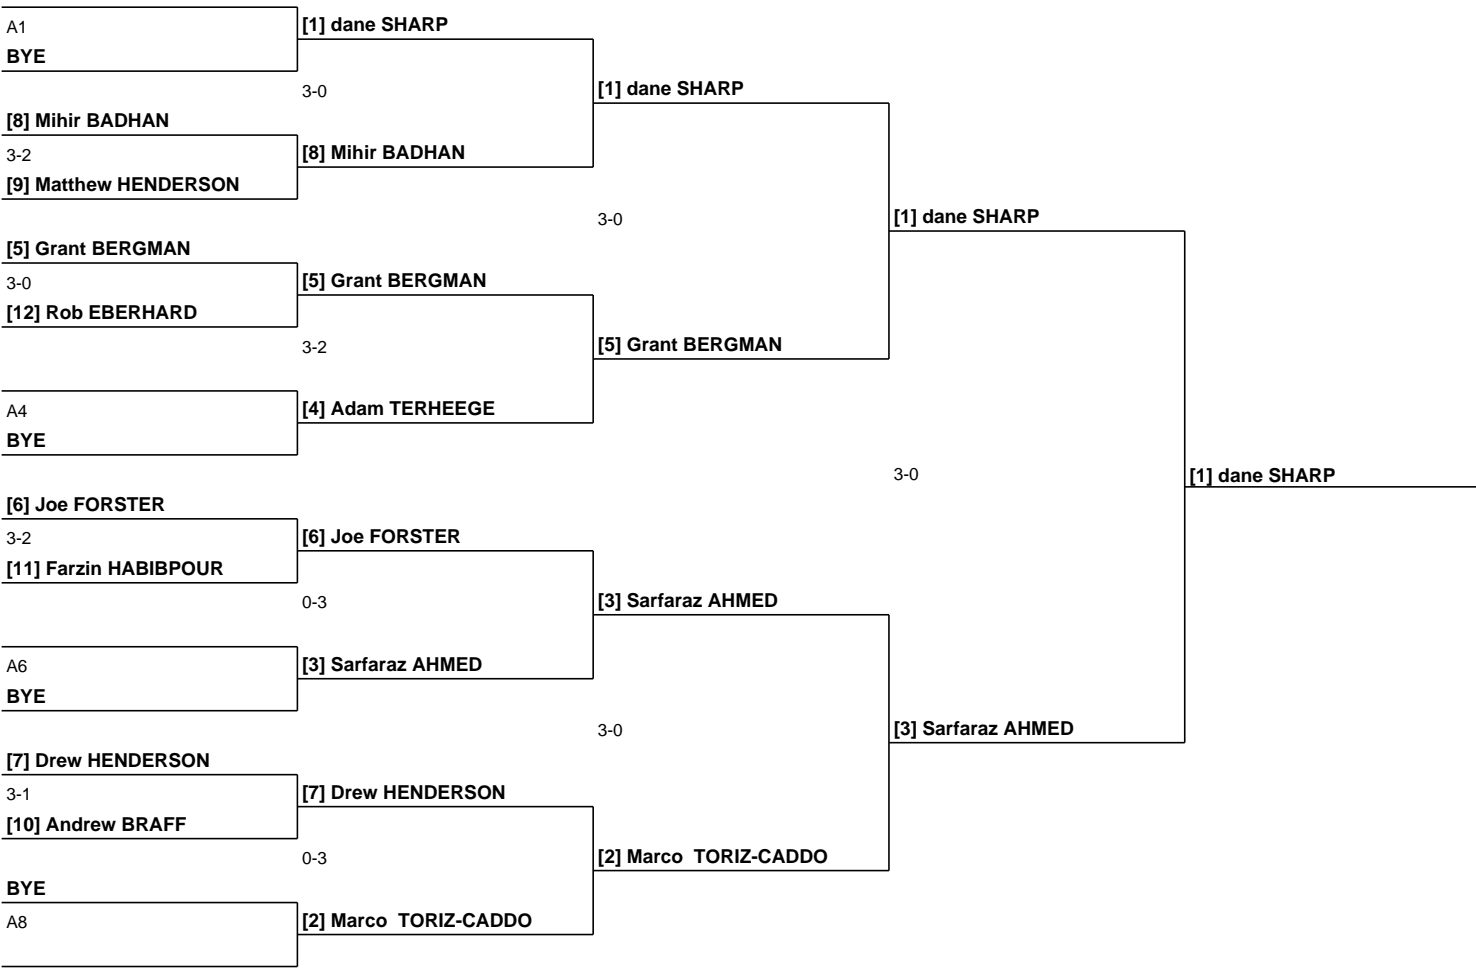 A1
BYE
[1] dane SHARP
3-0
[8] Mihir BADHAN
3-2
[9] Matthew HENDERSON
[8] Mihir BADHAN
[1] dane SHARP
3-0
[5] Grant BERGMAN
3-0
[12] Rob EBERHARD
[5] Grant BERGMAN
3-2
A4
BYE
[4] Adam TERHEEGE
[5] Grant BERGMAN
[1] dane SHARP
3-0
[6] Joe FORSTER
3-2
[11] Farzin HABIBPOUR
[6] Joe FORSTER
0-3
A6
BYE
[3] Sarfaraz AHMED
[3] Sarfaraz AHMED
3-0
[7] Drew HENDERSON
3-1
[10] Andrew BRAFF
[7] Drew HENDERSON
0-3
BYE
A8
[2] Marco  TORIZ-CADDO
[2] Marco  TORIZ-CADDO
[3] Sarfaraz AHMED
[1] dane SHARP